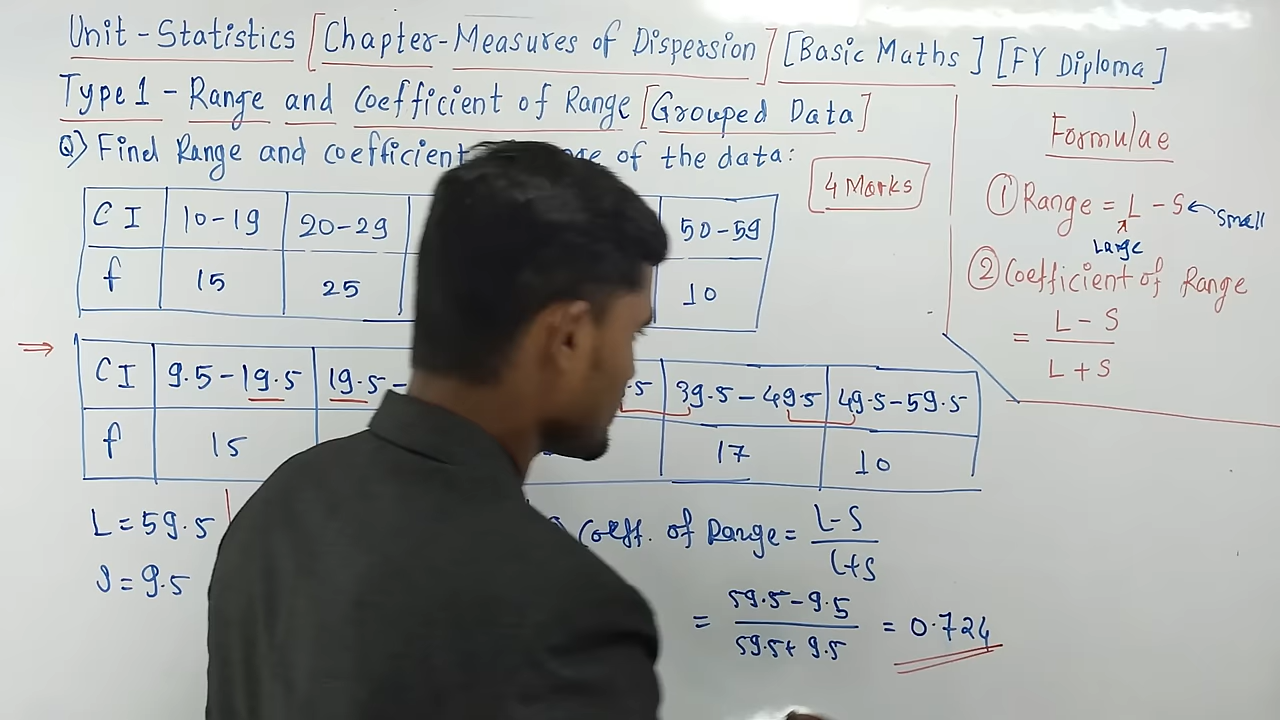 Unit - Statistics [Chapter - Measures of Dispersion] [Basic Maths] [FY Diploma]
Type 1 - Range and Coefficient of Range [Grouped Data]
Q) Find Range and coefficient of the data:
4 Marks
CI 10-19 20-29 50-59
f 15 25 10
⇒ CI 9.5-19.5 19.5- .5 39.5-49.5 49.5-59.5
f 15 17 10
L = 59.5
S = 9.5
Coeff. of Range = L-S / L+S
= 59.5-9.5 / 59.5+9.5 = 0.724
Formulae
① Range = L - S ← Small
Large
② Coefficient of Range
= L - S / L + S